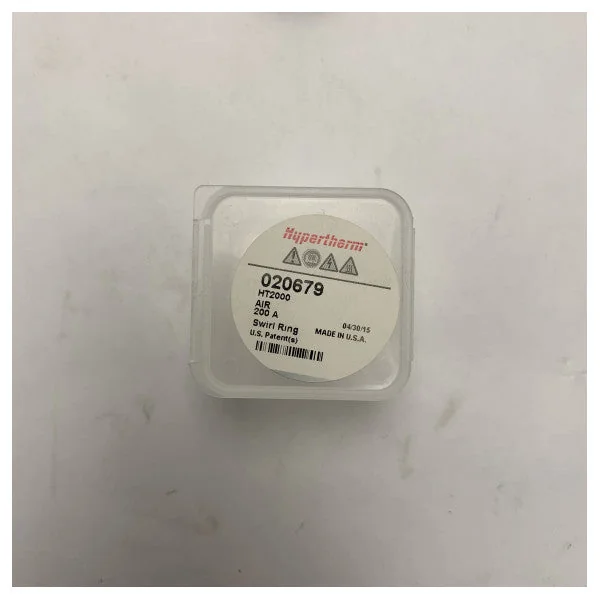 Hypertherm®
020679
HT2000
AIR
200 A
04/30/15
Swirl Ring MADE IN U.S.A.
U.S. Patent(s)